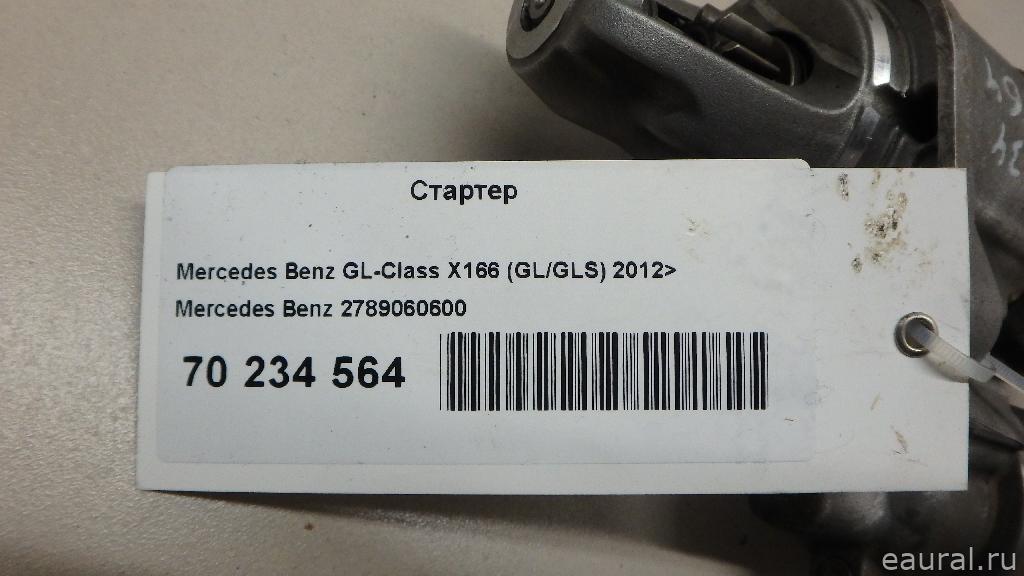 Стартер
Mercedes Benz GL-Class X166 (GL/GLS) 2012>
Mercedes Benz 2789060600
70 234 564
eaural.ru